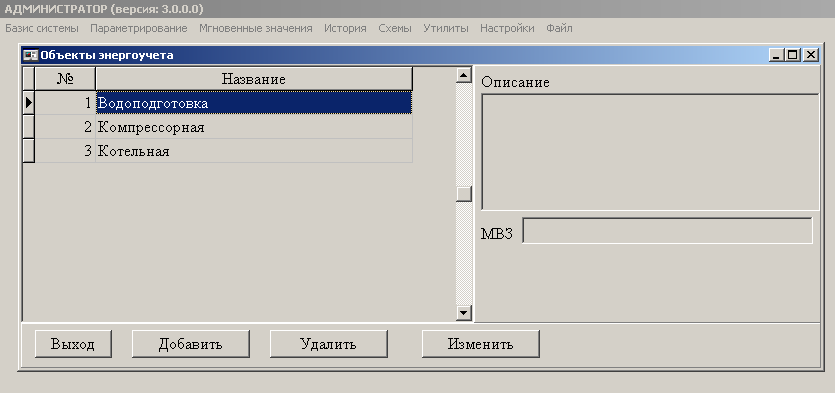 АДМИНИСТРАТОР (версия: 3.0.0.0)
Базис системы Параметрирование Мгновенные значения История Схемы Утилиты Настройки Файл
Объекты энергоучета
№ Название
1 Водоподготовка
2 Компрессорная
3 Котельная
Описание
МВЗ
Выход Добавить Удалить Изменить